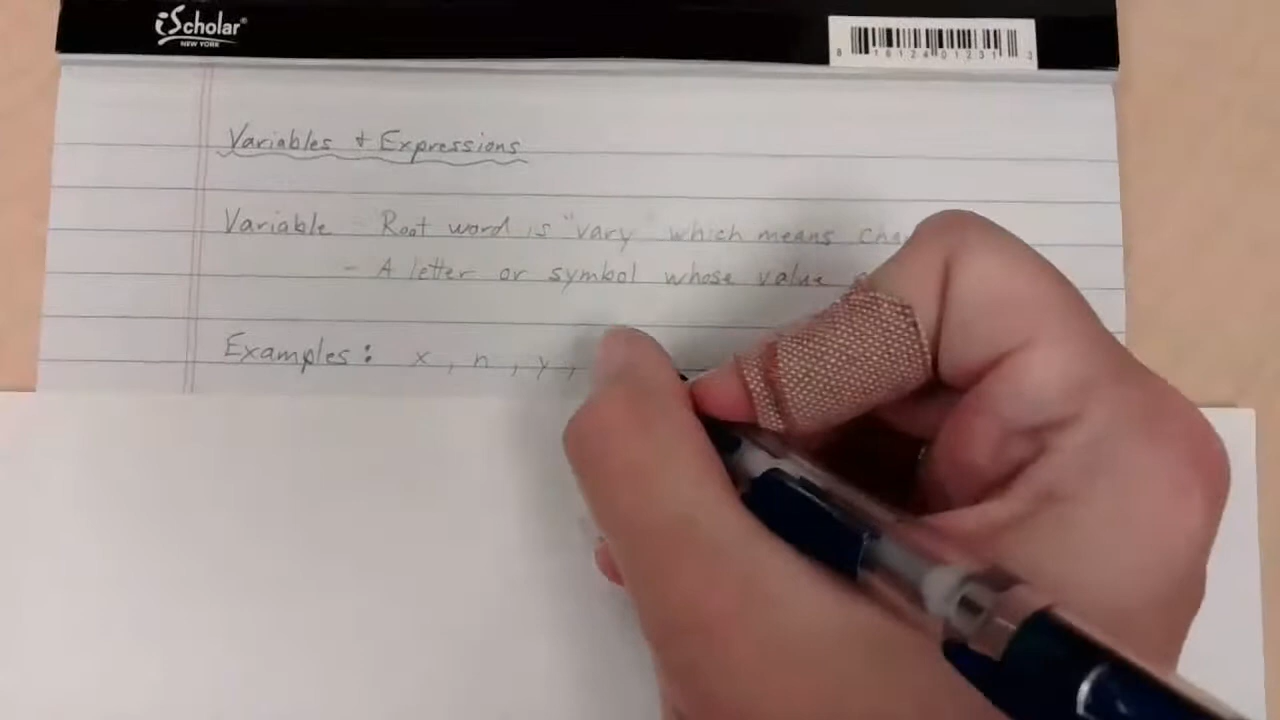 iScholar®
NEW YORK
Variables + Expressions
Variable - Root word is "vary" which means
- A letter or symbol whose value
Examples: x, n, y,